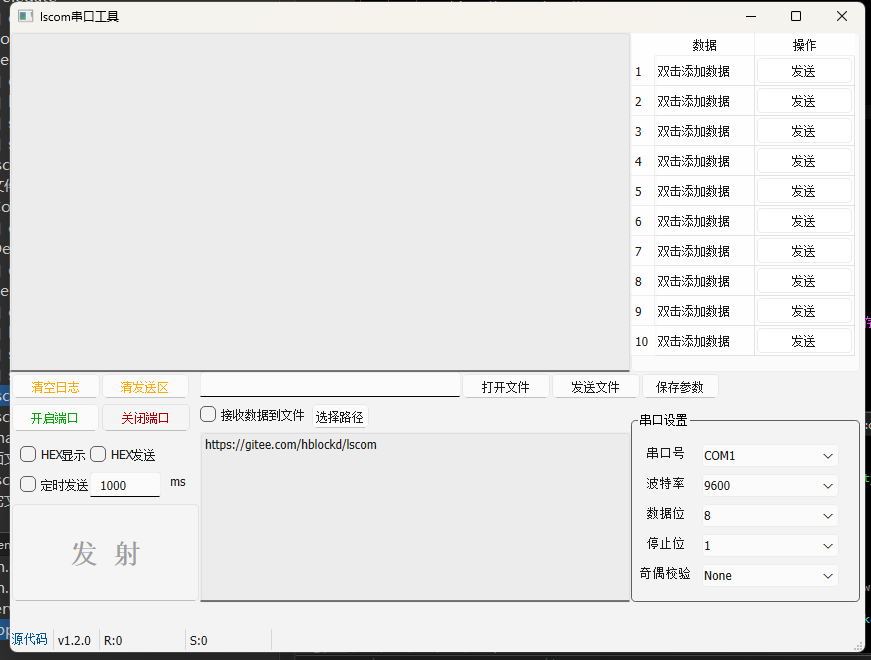 lscom串口工具
数据 操作
1 双击添加数据 发送
2 双击添加数据 发送
3 双击添加数据 发送
4 双击添加数据 发送
5 双击添加数据 发送
6 双击添加数据 发送
7 双击添加数据 发送
8 双击添加数据 发送
9 双击添加数据 发送
10 双击添加数据 发送
清空日志 清发送区 打开文件 发送文件 保存参数
开启端口 关闭端口 接收数据到文件 选择路径
HEX显示 HEX发送
定时发送 1000 ms
发 射
https://gitee.com/hblockd/lscom
串口设置
串口号 COM1
波特率 9600
数据位 8
停止位 1
奇偶校验 None
源代码 v1.2.0 R:0 S:0